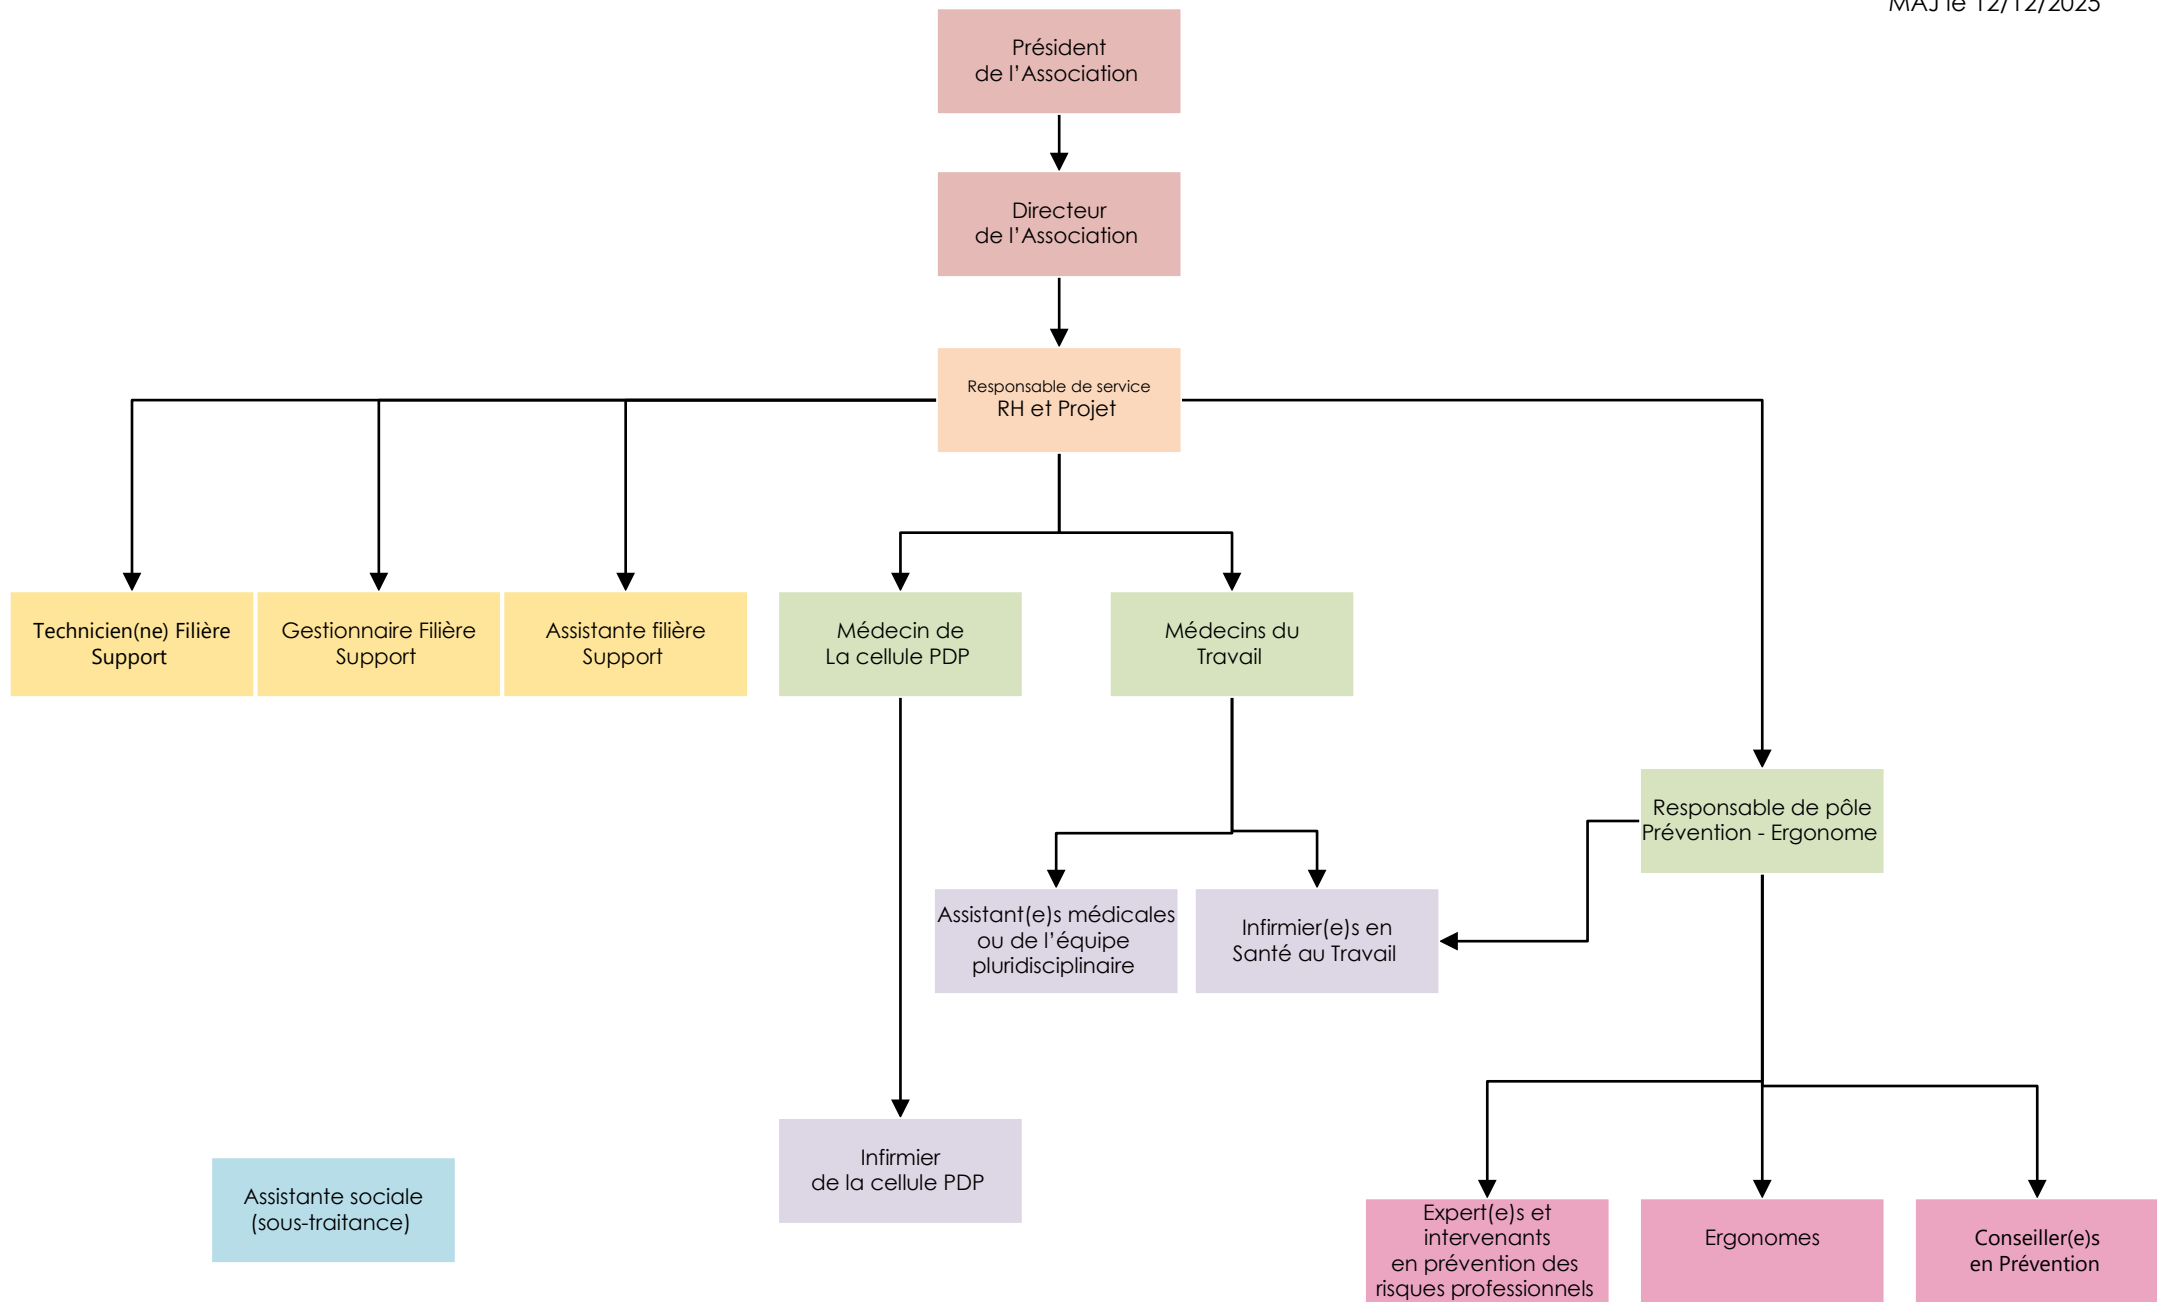 MAJ le 12/12/2025
Président
de l’Association
Directeur
de l’Association
Responsable de service
RH et Projet
Technicien(ne) Filière
Support
Gestionnaire Filière
Support
Assistante filière
Support
Médecin de
La cellule PDP
Médecins du
Travail
Responsable de pôle
Prévention - Ergonome
Assistant(e)s médicales
ou de l’équipe
pluridisciplinaire
Infirmier(e)s en
Santé au Travail
Infirmier
de la cellule PDP
Assistante sociale
(sous-traitance)
Expert(e)s et
intervenants
en prévention des
risques professionnels
Ergonomes
Conseiller(e)s
en Prévention